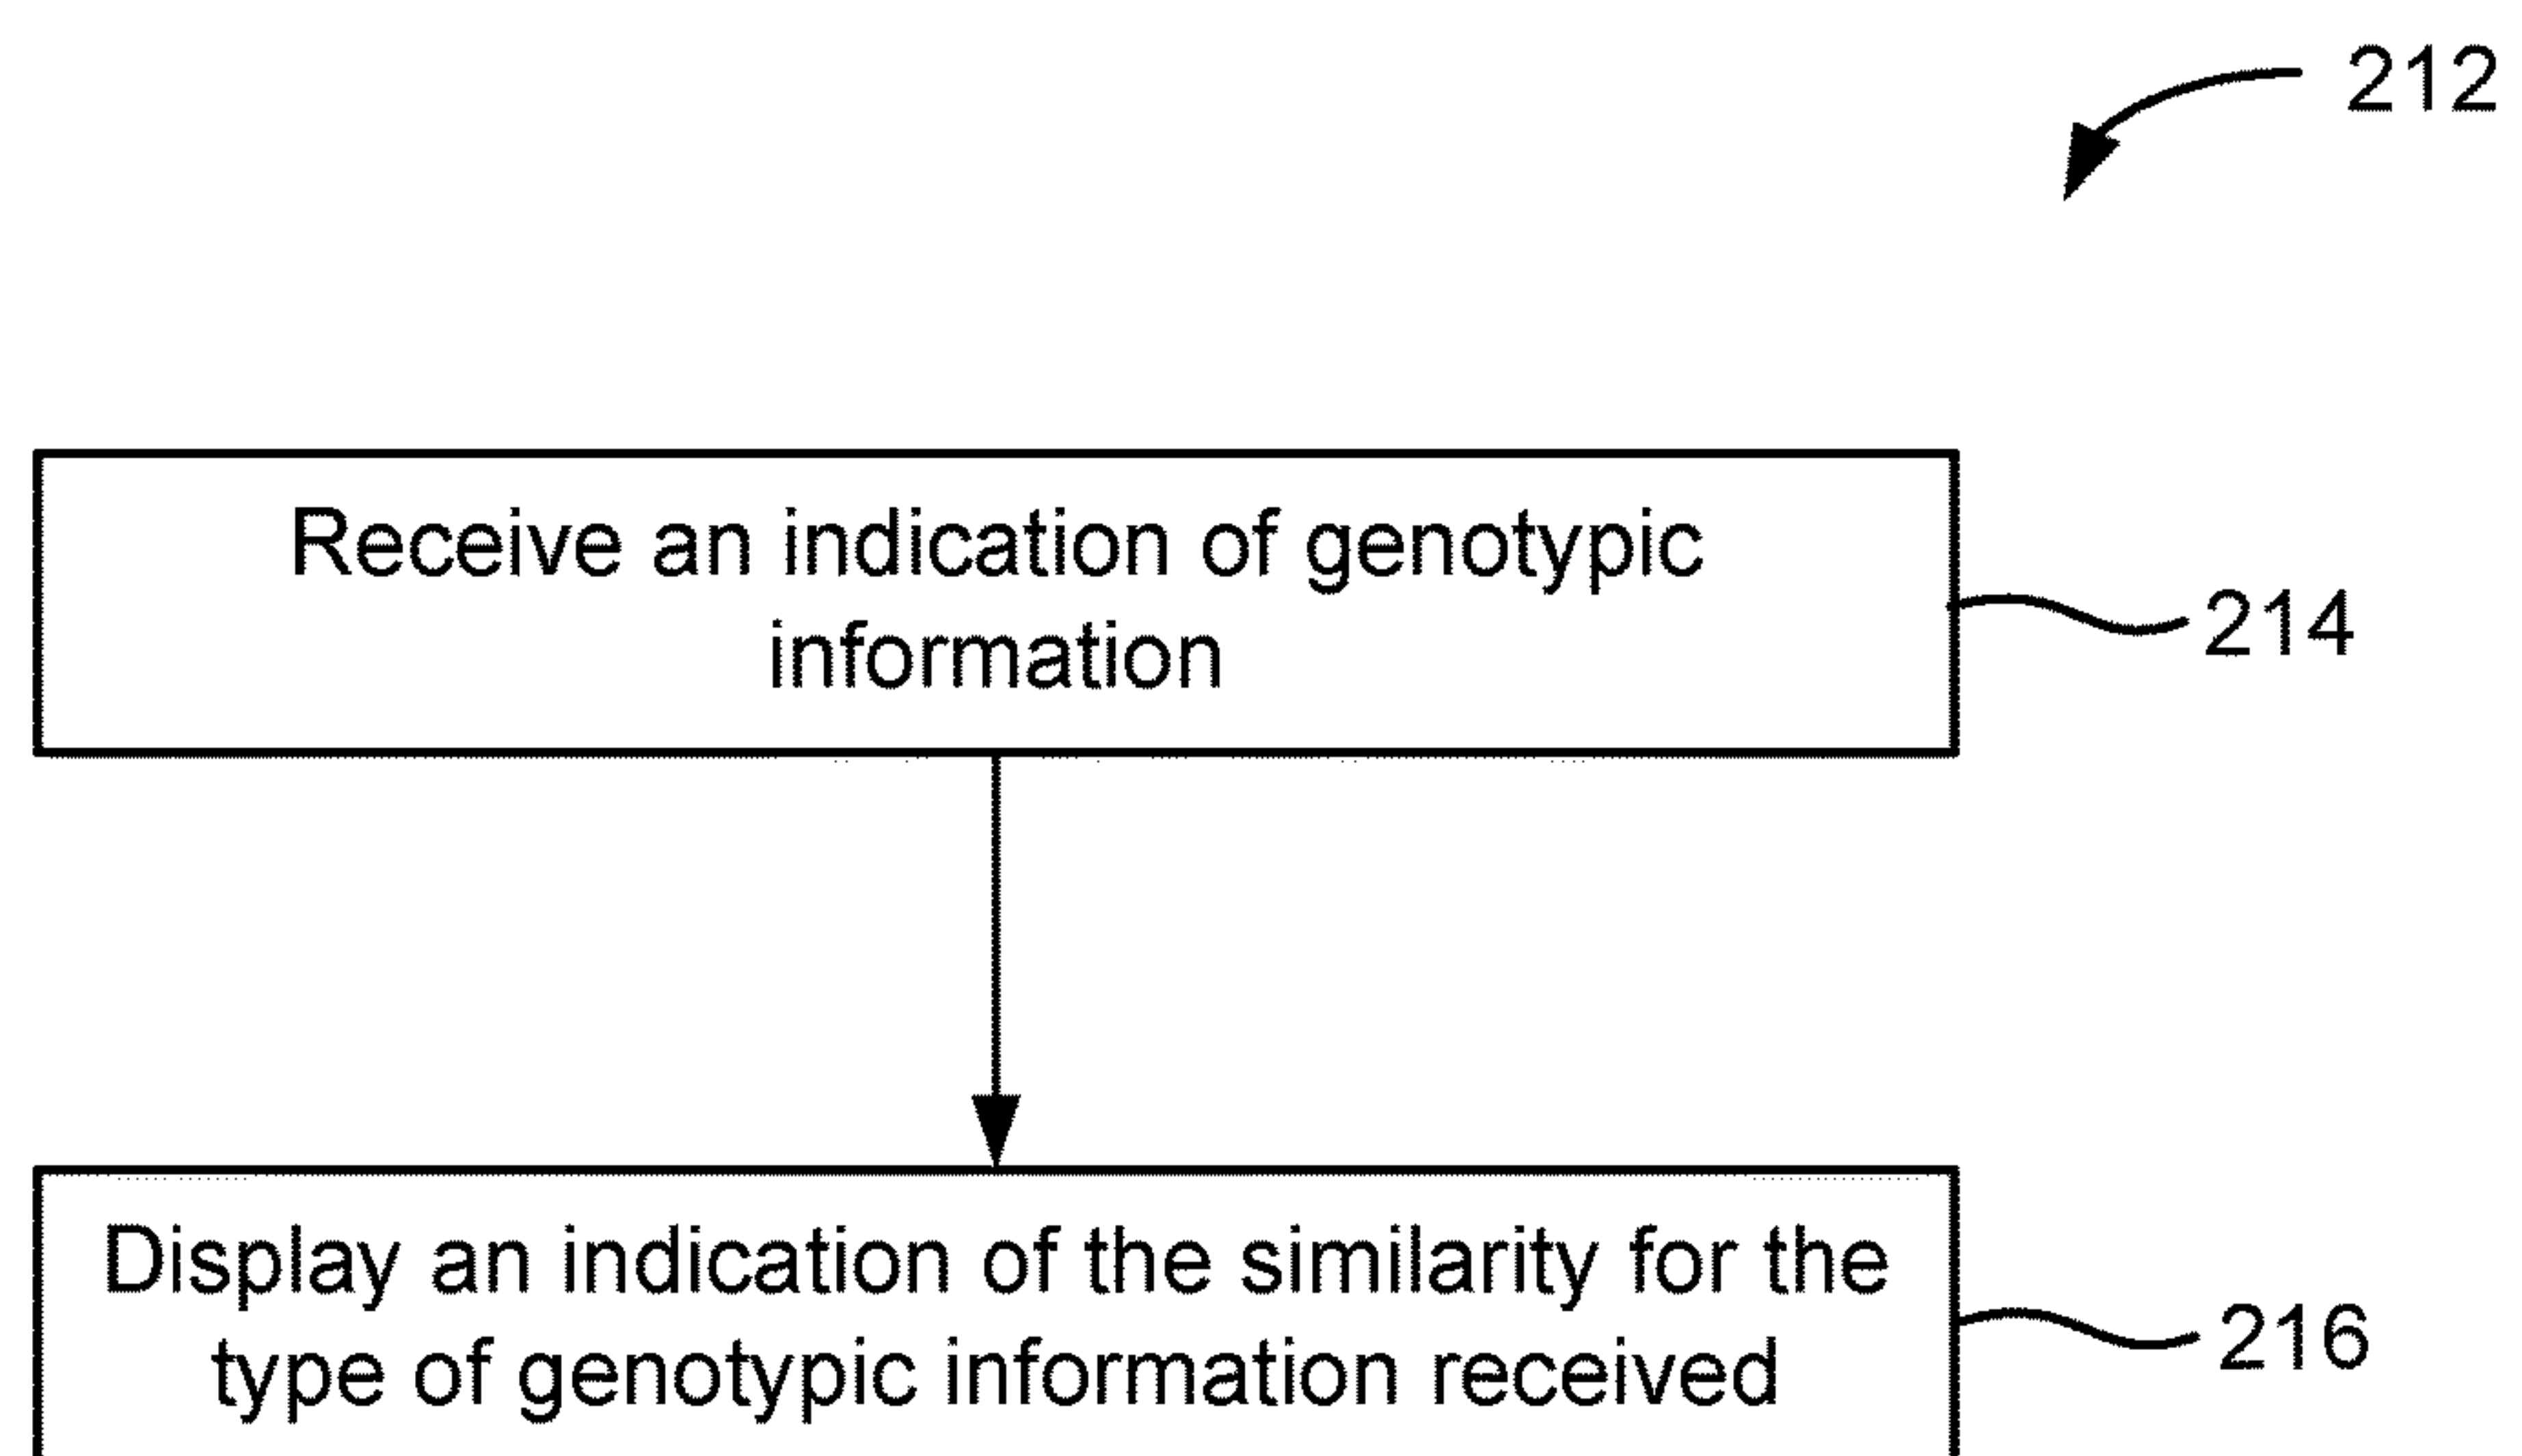 212
Receive an indication of genotypic
information
214
Display an indication of the similarity for the
type of genotypic information received
216